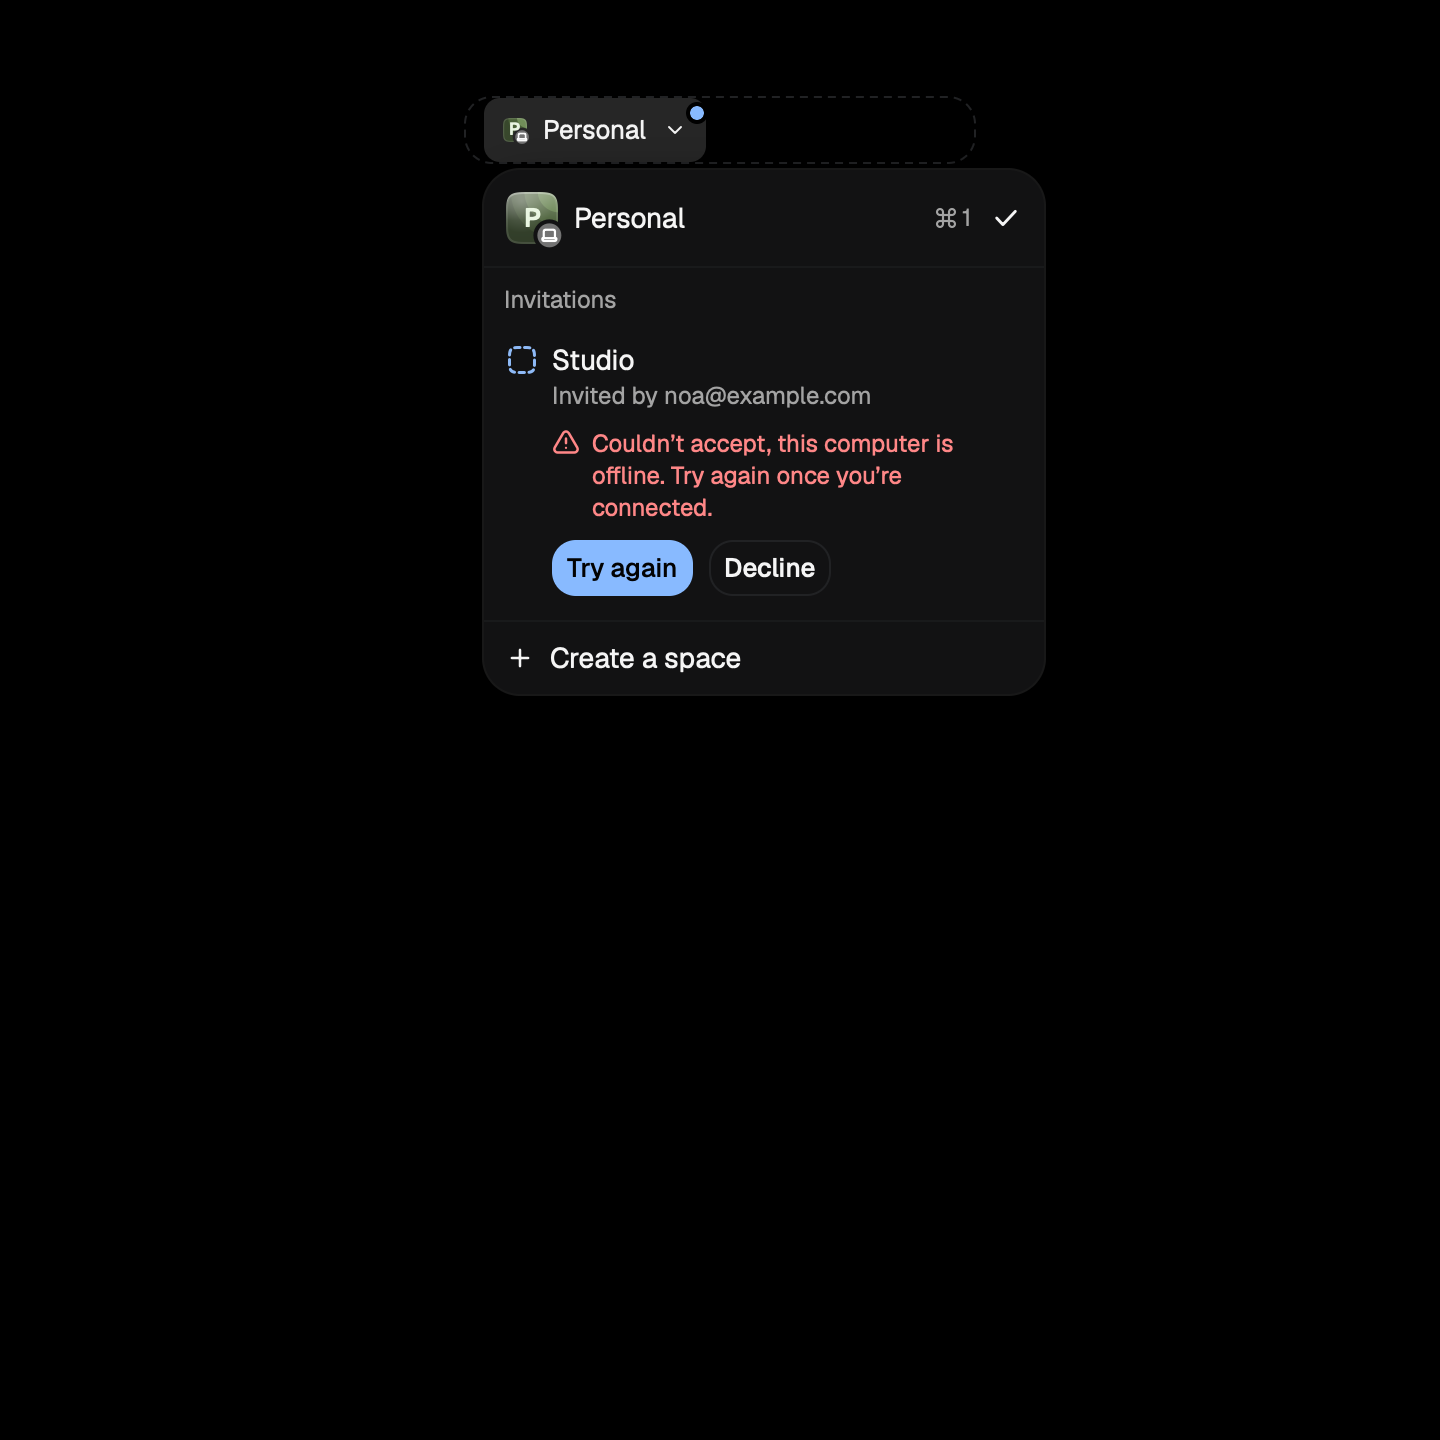 P Personal
P Personal ⌘1
Invitations
Studio
Invited by noa@example.com
Couldn’t accept, this computer is
offline. Try again once you’re
connected.
Try again Decline
Create a space